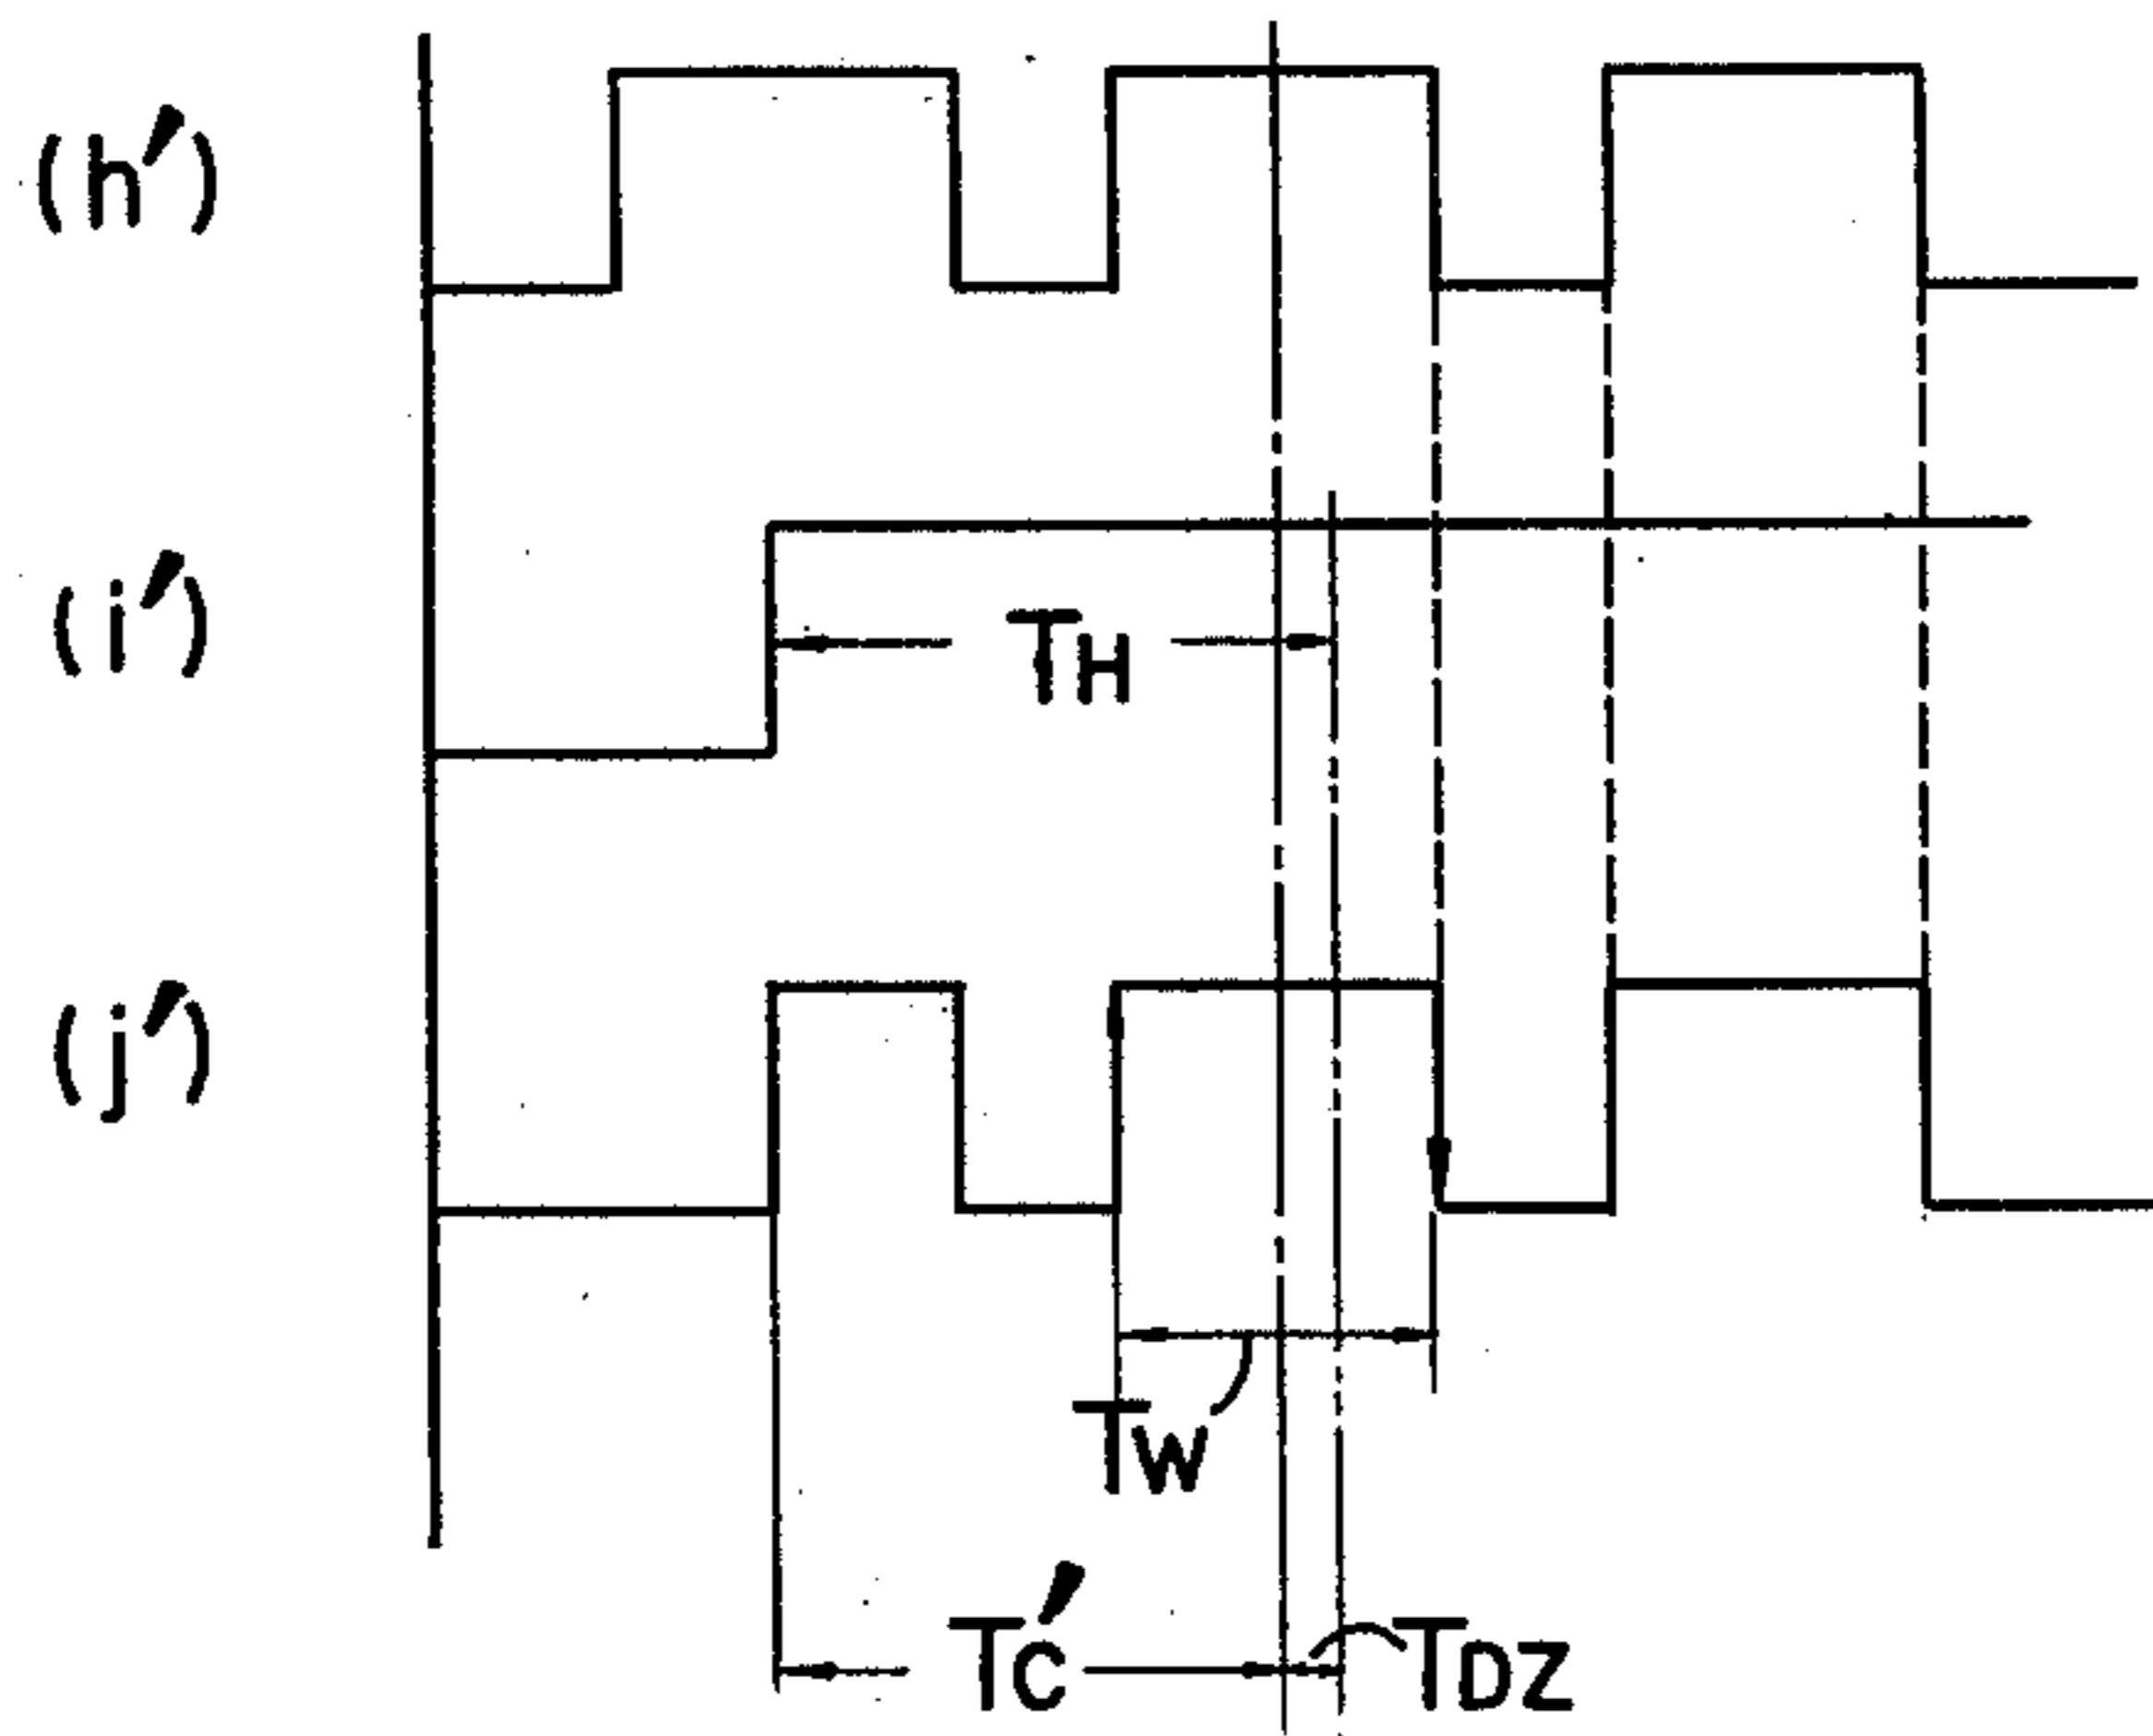 (h′)
(i′)
TH
(j′)
TW
TC′
TDZ